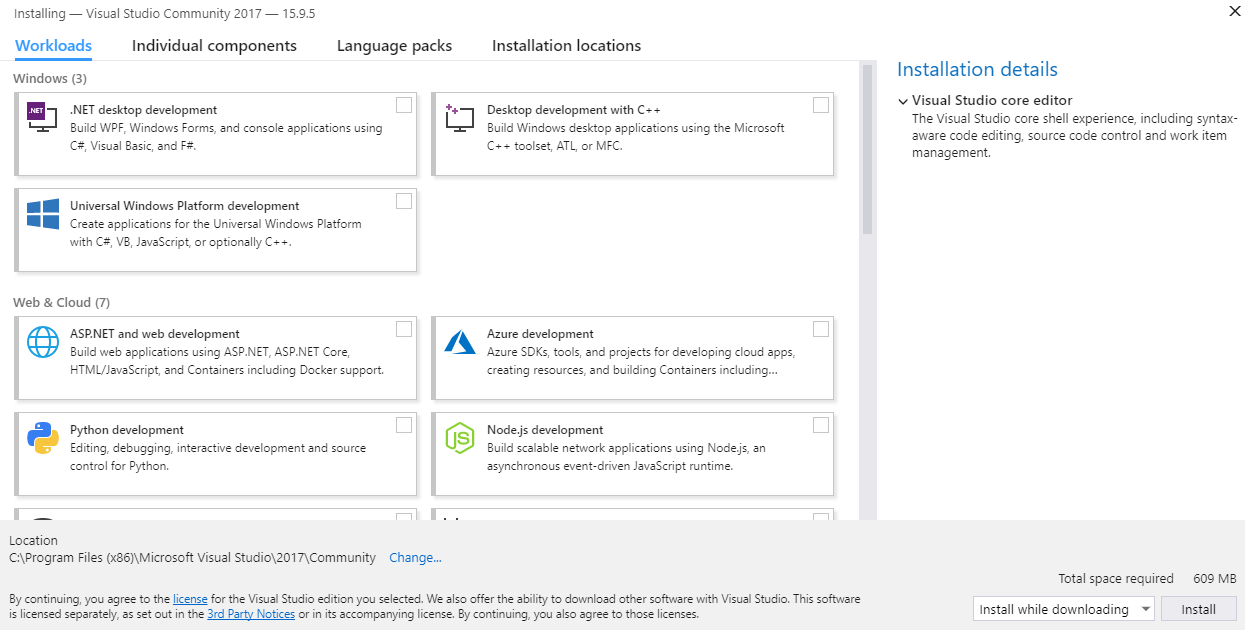 Installing — Visual Studio Community 2017 — 15.9.5
Workloads
Individual components
Language packs
Installation locations
Windows (3)
.NET
.NET desktop development
Build WPF, Windows Forms, and console applications using
C#, Visual Basic, and F#.
Desktop development with C++
Build Windows desktop applications using the Microsoft
C++ toolset, ATL, or MFC.
Universal Windows Platform development
Create applications for the Universal Windows Platform
with C#, VB, JavaScript, or optionally C++.
Web & Cloud (7)
ASP.NET and web development
Build web applications using ASP.NET, ASP.NET Core,
HTML/JavaScript, and Containers including Docker support.
Azure development
Azure SDKs, tools, and projects for developing cloud apps,
creating resources, and building Containers including...
Python development
Editing, debugging, interactive development and source
control for Python.
JS
Node.js development
Build scalable network applications using Node.js, an
asynchronous event-driven JavaScript runtime.
Installation details
Visual Studio core editor
The Visual Studio core shell experience, including syntax-
aware code editing, source code control and work item
management.
Location
C:\Program Files (x86)\Microsoft Visual Studio\2017\Community Change...
Total space required 609 MB
By continuing, you agree to the license for the Visual Studio edition you selected. We also offer the ability to download other software with Visual Studio. This software
is licensed separately, as set out in the 3rd Party Notices or in its accompanying license. By continuing, you also agree to those licenses.
Install while downloading
Install